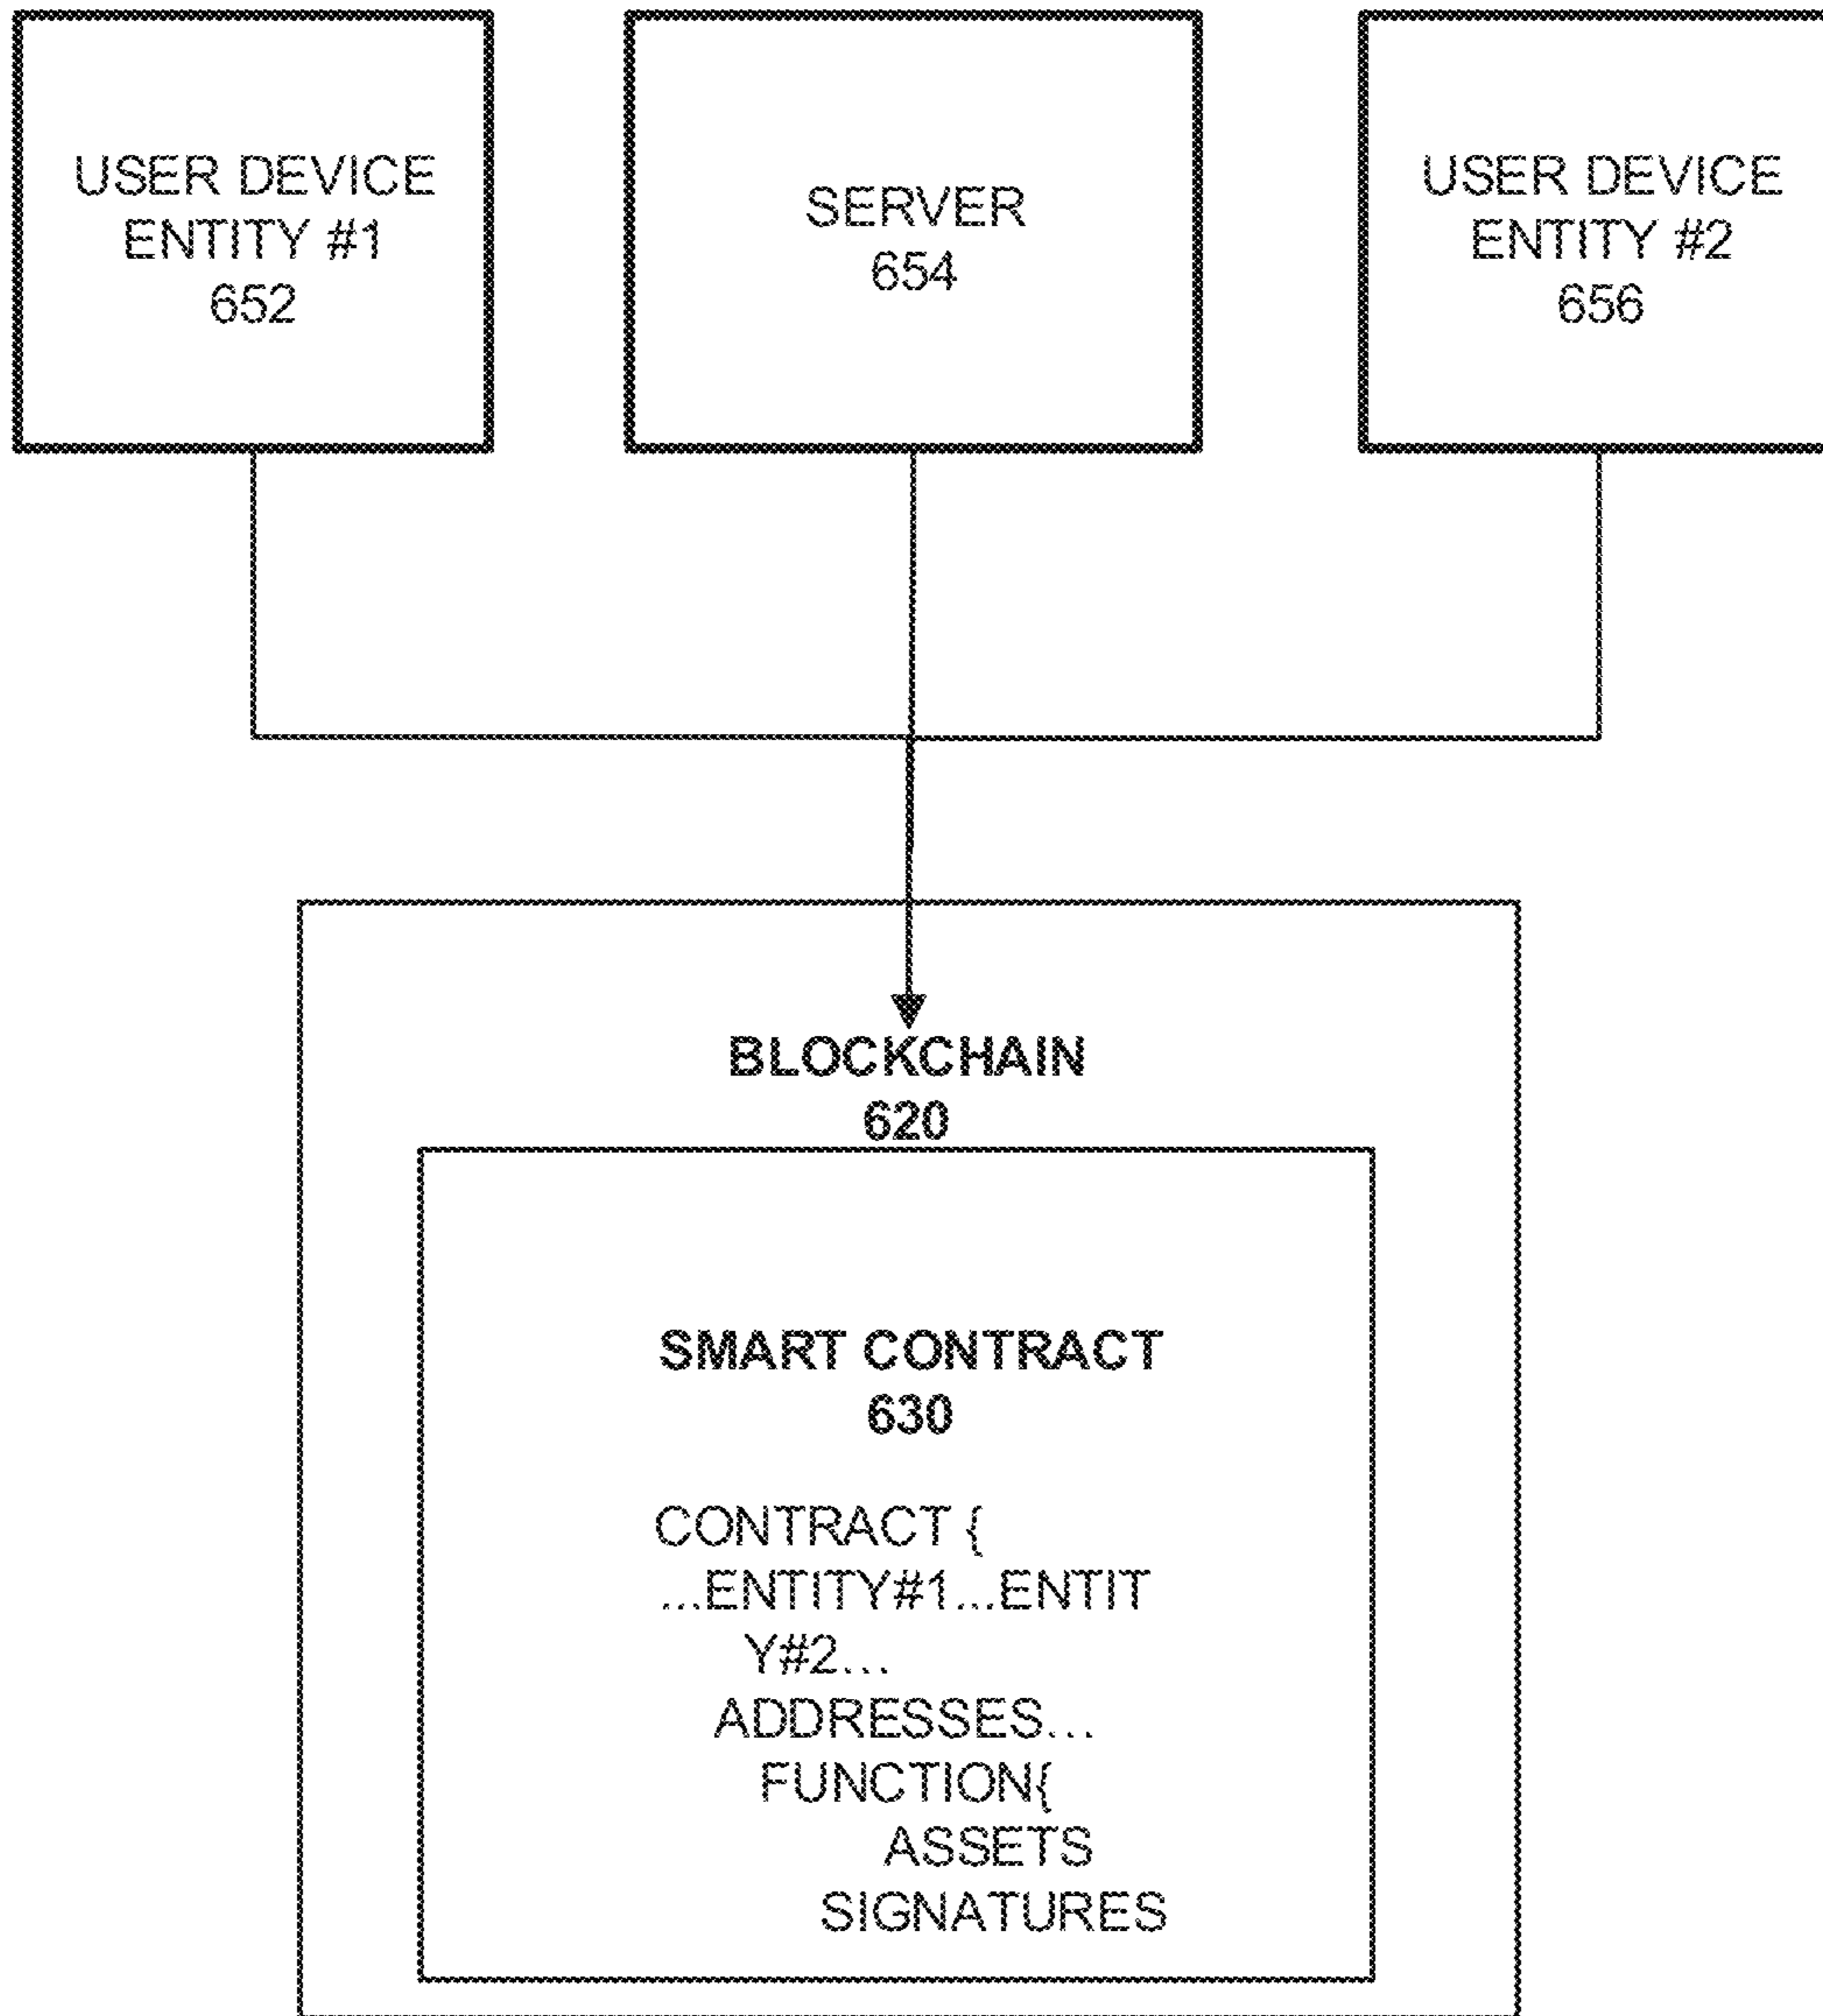 USER DEVICE
ENTITY #1
652
SERVER
654
USER DEVICE
ENTITY #2
656
BLOCKCHAIN
620
SMART CONTRACT
630
CONTRACT {
...ENTITY#1...ENTIT
Y#2...
ADDRESSES...
FUNCTION{
ASSETS
SIGNATURES